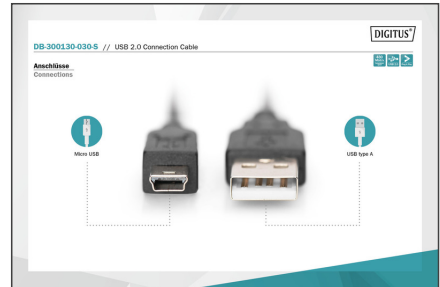 DIGITUS®
DB-300130-030-S // USB 2.0 Connection Cable
Anschlüsse
Connections
Micro USB
USB type A